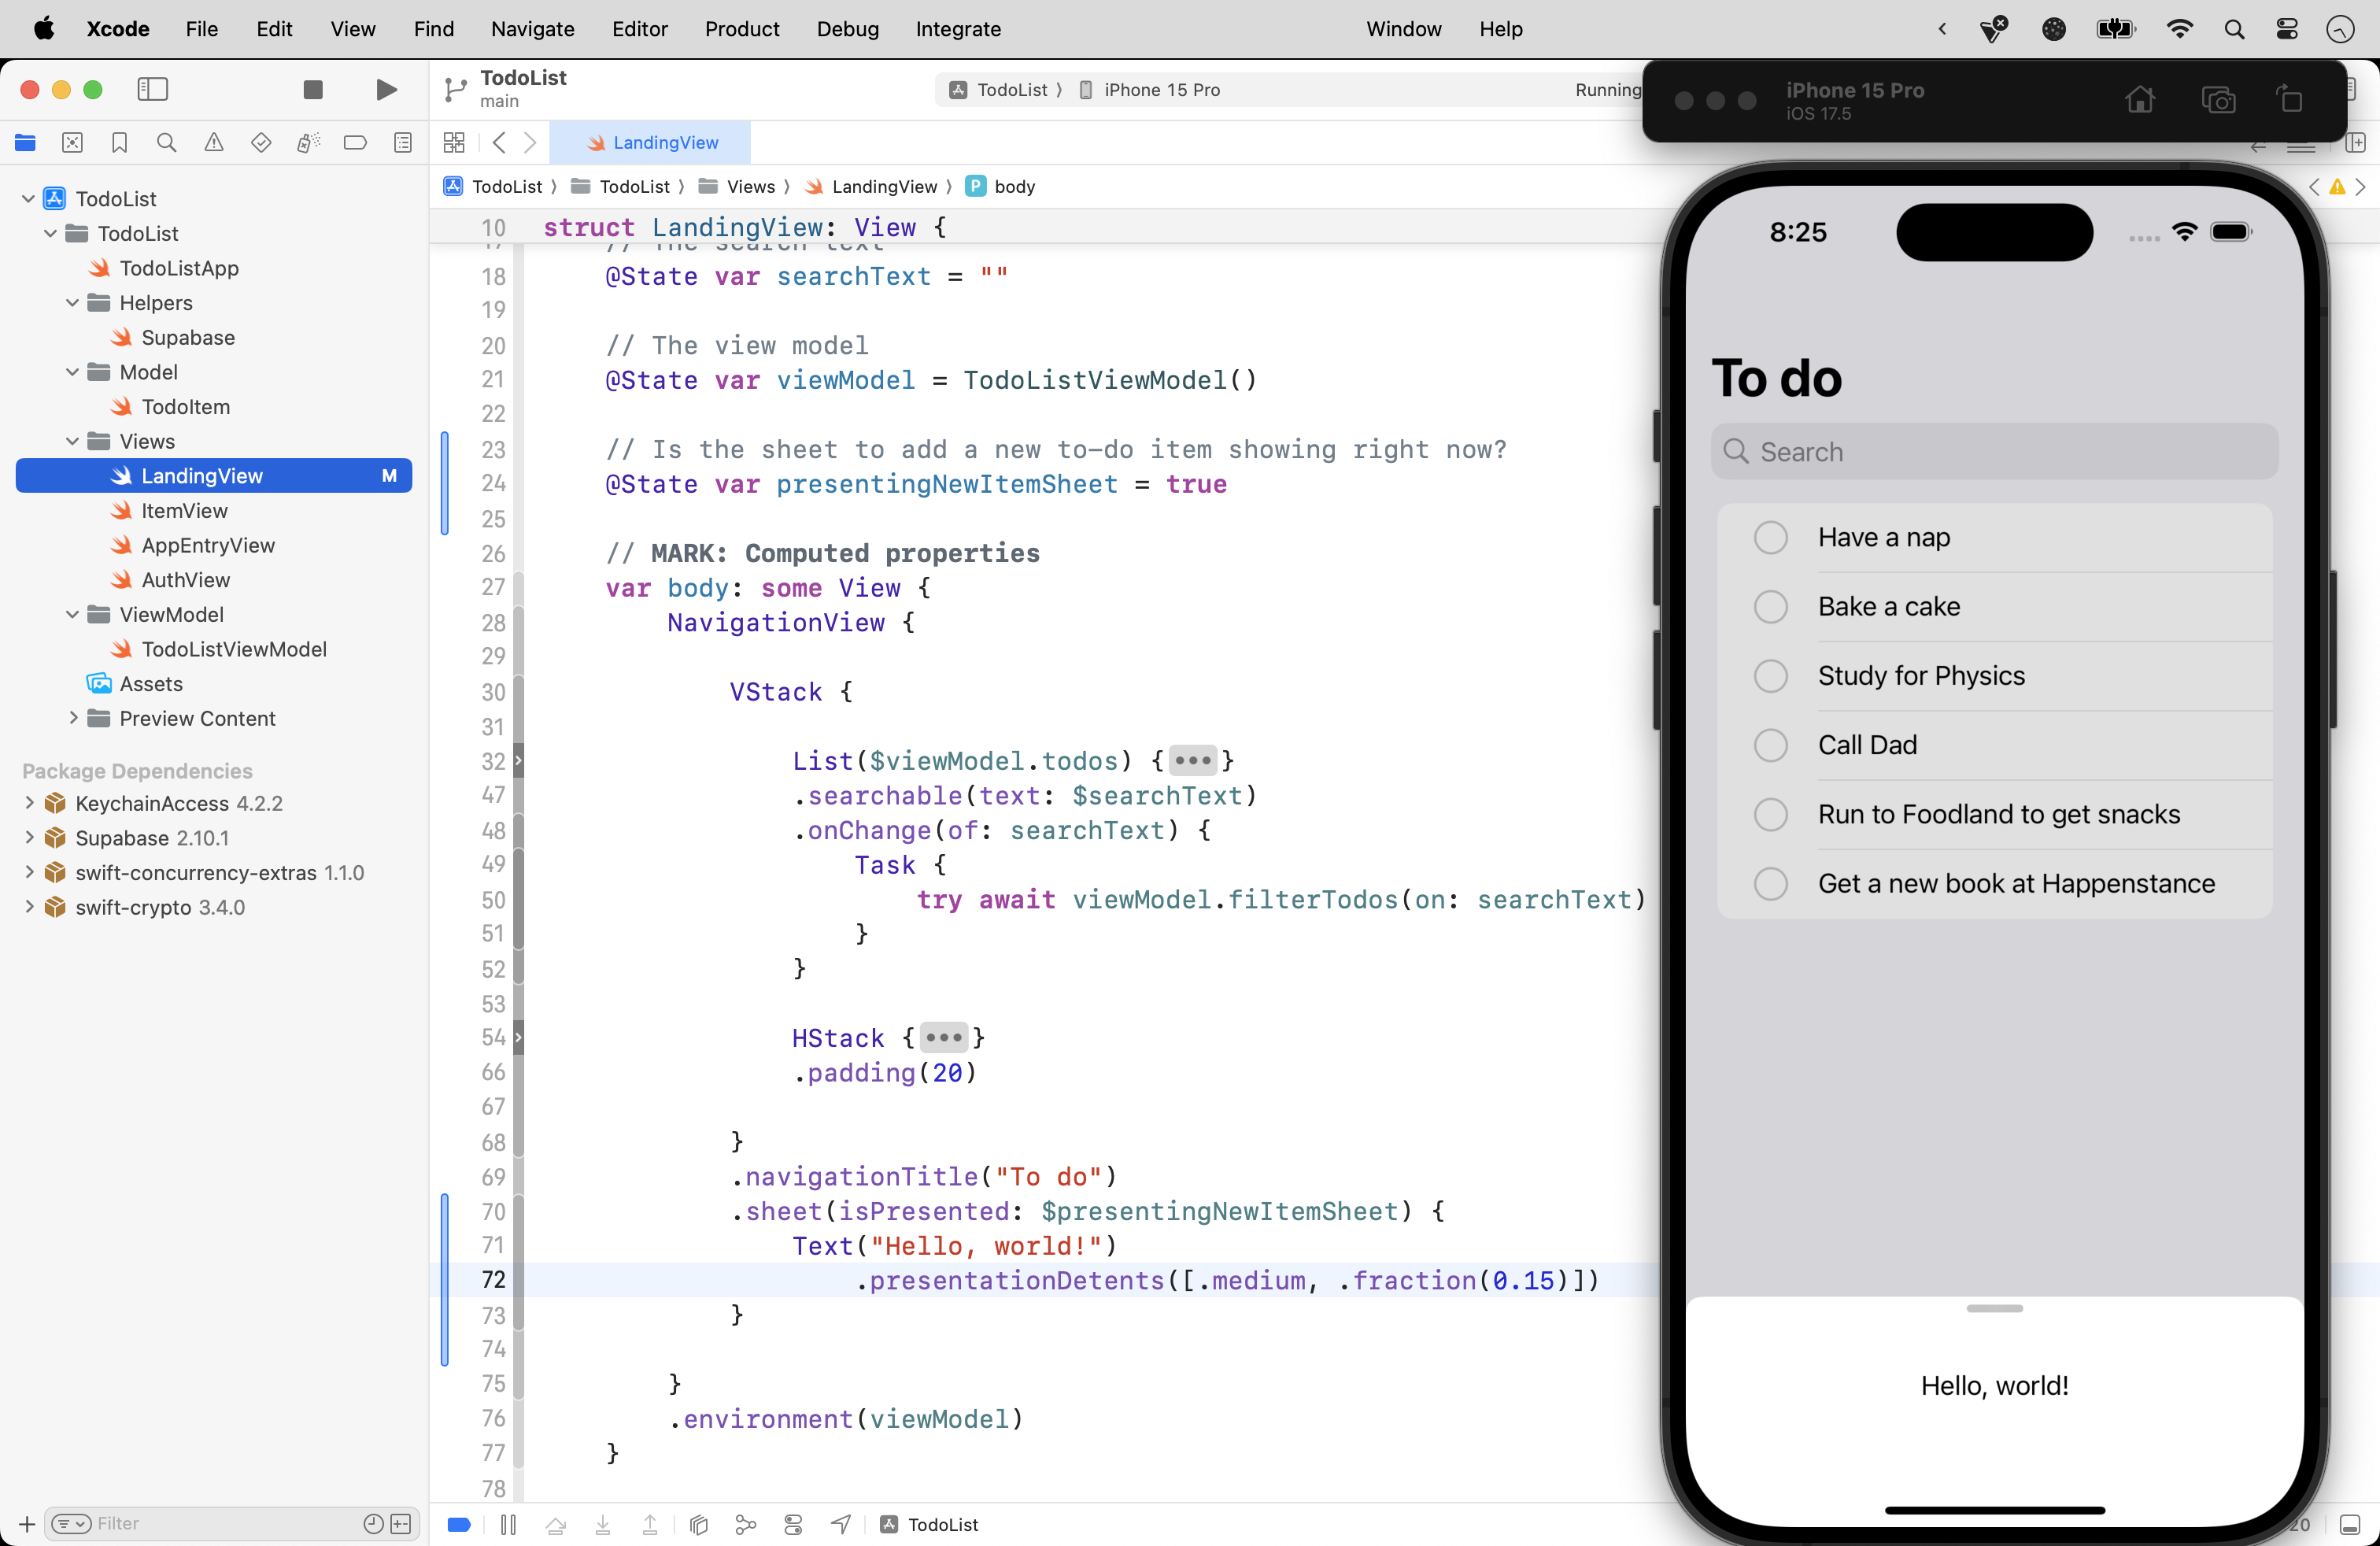 Xcode File Edit View Find Navigate Editor Product Debug Integrate Window Help
TodoList
main
TodoList ⟩ iPhone 15 Pro
Running
iPhone 15 Pro
iOS 17.5
LandingView
TodoList ⟩ TodoList ⟩ Views ⟩ LandingView ⟩ P body
TodoList
TodoList
TodoListApp
Helpers
Supabase
Model
TodoItem
Views
LandingView M
ItemView
AppEntryView
AuthView
ViewModel
TodoListViewModel
Assets
Preview Content
Package Dependencies
KeychainAccess 4.2.2
Supabase 2.10.1
swift-concurrency-extras 1.1.0
swift-crypto 3.4.0
Filter
10 struct LandingView: View {
17 // The search text
18 @State var searchText = ""
19
20 // The view model
21 @State var viewModel = TodoListViewModel()
22
23 // Is the sheet to add a new to-do item showing right now?
24 @State var presentingNewItemSheet = true
25
26 // MARK: Computed properties
27 var body: some View {
28 NavigationView {
29
30 VStack {
31
32 List($viewModel.todos) {•••}
47 .searchable(text: $searchText)
48 .onChange(of: searchText) {
49 Task {
50 try await viewModel.filterTodos(on: searchText)
51 }
52 }
53
54 HStack {•••}
66 .padding(20)
67
68 }
69 .navigationTitle("To do")
70 .sheet(isPresented: $presentingNewItemSheet) {
71 Text("Hello, world!")
72 .presentationDetents([.medium, .fraction(0.15)])
73 }
74
75 }
76 .environment(viewModel)
77 }
78
TodoList
20
8:25
To do
Search
Have a nap
Bake a cake
Study for Physics
Call Dad
Run to Foodland to get snacks
Get a new book at Happenstance
Hello, world!